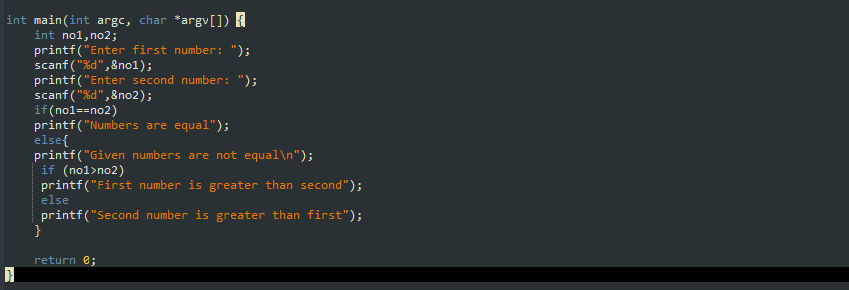 int main(int argc, char *argv[]) {
int no1,no2;
printf("Enter first number: ");
scanf("%d",&no1);
printf("Enter second number: ");
scanf("%d",&no2);
if(no1==no2)
printf("Numbers are equal");
else{
printf("Given numbers are not equal\n");
if (no1>no2)
printf("First number is greater than second");
else
printf("Second number is greater than first");
}
return 0;
}